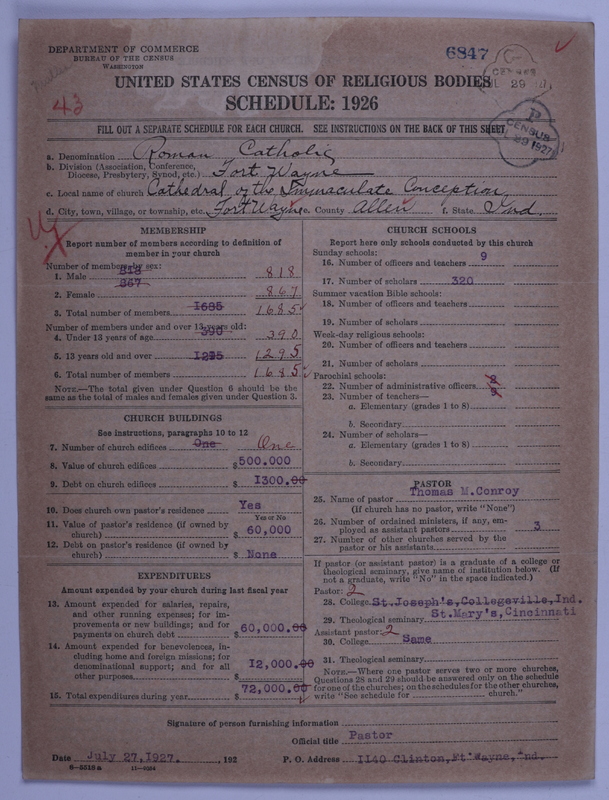 DEPARTMENT OF COMMERCE
BUREAU OF THE CENSUS
WASHINGTON
6847
43
UNITED STATES CENSUS OF RELIGIOUS BODIES
SCHEDULE: 1926
CENSUS
29 1927
FILL OUT A SEPARATE SCHEDULE FOR EACH CHURCH. SEE INSTRUCTIONS ON THE BACK OF THIS SHEET
a. Denomination Roman Catholic
b. Division (Association, Conference, Diocese, Presbytery, Synod, etc.) Fort Wayne
c. Local name of church Cathedral of the Immaculate Conception
d. City, town, village, or township, etc. Fort Wayne e. County Allen f. State Ind.
MEMBERSHIP
Report number of members according to definition of
member in your church
Number of members by sex:
1. Male 818 818
867
2. Female 867
3. Total number of members 1685 1685
Number of members under and over 13 years old:
4. Under 13 years of age 390 390
5. 13 years old and over 1295 1295
6. Total number of members 1685
NOTE.—The total given under Question 6 should be the
same as the total of males and females given under Question 3.
CHURCH BUILDINGS
See instructions, paragraphs 10 to 12
7. Number of church edifices One One
8. Value of church edifices $500.000
9. Debt on church edifices $ 1300.00
10. Does church own pastor's residence Yes
Yes or No
11. Value of pastor's residence (if owned by
church) $ 60,000
12. Debt on pastor's residence (if owned by
church) $ None
EXPENDITURES
Amount expended by your church during last fiscal year
13. Amount expended for salaries, repairs,
and other running expenses; for im-
provements or new buildings; and for
payments on church debt $ 60,000.00
14. Amount expended for benevolences, in-
cluding home and foreign missions; for
denominational support; and for all
other purposes $ 12,000.00
15. Total expenditures during year $ 72,000.00
CHURCH SCHOOLS
Report here only schools conducted by this church
Sunday schools:
16. Number of officers and teachers 9
17. Number of scholars 320
Summer vacation Bible schools:
18. Number of officers and teachers
19. Number of scholars
Week-day religious schools:
20. Number of officers and teachers
21. Number of scholars
Parochial schools:
22. Number of administrative officers
23. Number of teachers—
a. Elementary (grades 1 to 8)
b. Secondary
24. Number of scholars—
a. Elementary (grades 1 to 8)
b. Secondary
PASTOR
25. Name of pastor Thomas M.Conroy
(If church has no pastor, write "None")
26. Number of ordained ministers, if any, em-
ployed as assistant pastors 3
27. Number of other churches served by the
pastor or his assistants
If pastor (or assistant pastor) is a graduate of a college or
theological seminary, give name of institution below. (If
not a graduate, write "No" in the space indicated.)
Pastor: 2
28. College St.Joseph's,Collegeville,Ind.
29. Theological seminary St.Mary's,Cincinnati
Assistant pastor: 2
30. College Same
31. Theological seminary
NOTE.—Where one pastor serves two or more churches,
Questions 28 and 29 should be answered only on the schedule
for one of the churches; on the schedules for the other churches,
write "See schedule for church."
Signature of person furnishing information
Official title Pastor
Date July 27,1927. , 192 P. O. Address 1140 Clinton,Ft Wayne,Ind.